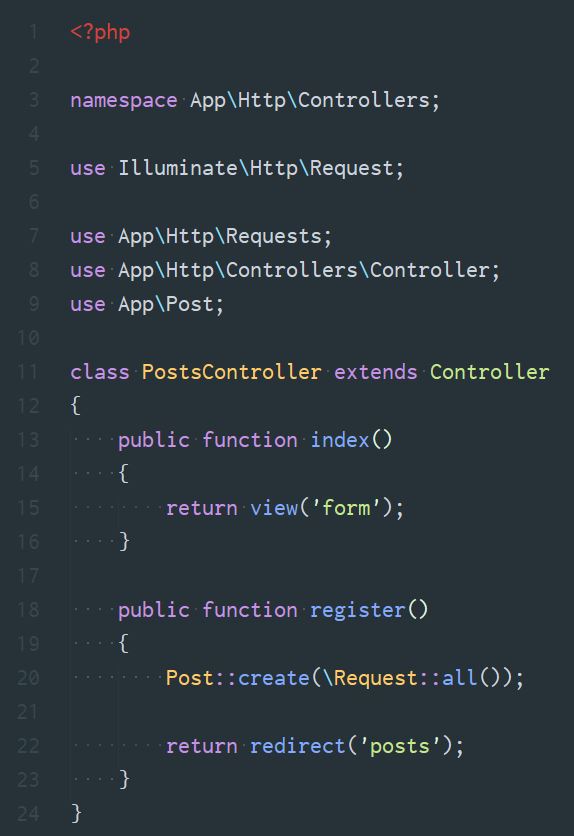 1 <?php
2
3 namespace App\Http\Controllers;
4
5 use Illuminate\Http\Request;
6
7 use App\Http\Requests;
8 use App\Http\Controllers\Controller;
9 use App\Post;
10
11 class PostsController extends Controller
12 {
13     public function index()
14     {
15         return view('form');
16     }
17
18     public function register()
19     {
20         Post::create(\Request::all());
21
22         return redirect('posts');
23     }
24 }